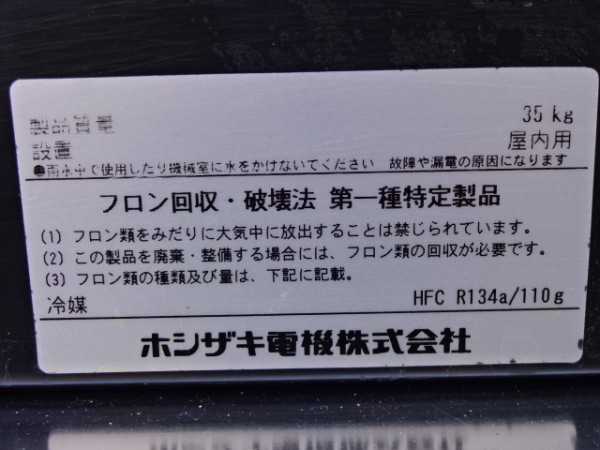 製品質量 35 kg
設置 屋内用
●雨水中で使用したり機械室に水をかけないでください 故障や漏電の原因になります
フロン回収・破壊法 第一種特定製品
(1) フロン類をみだりに大気中に放出することは禁じられています。
(2) この製品を廃棄・整備する場合には、フロン類の回収が必要です。
(3) フロン類の種類及び量は、下記に記載。
冷媒 HFC R134a/110g
ホシザキ電機株式会社